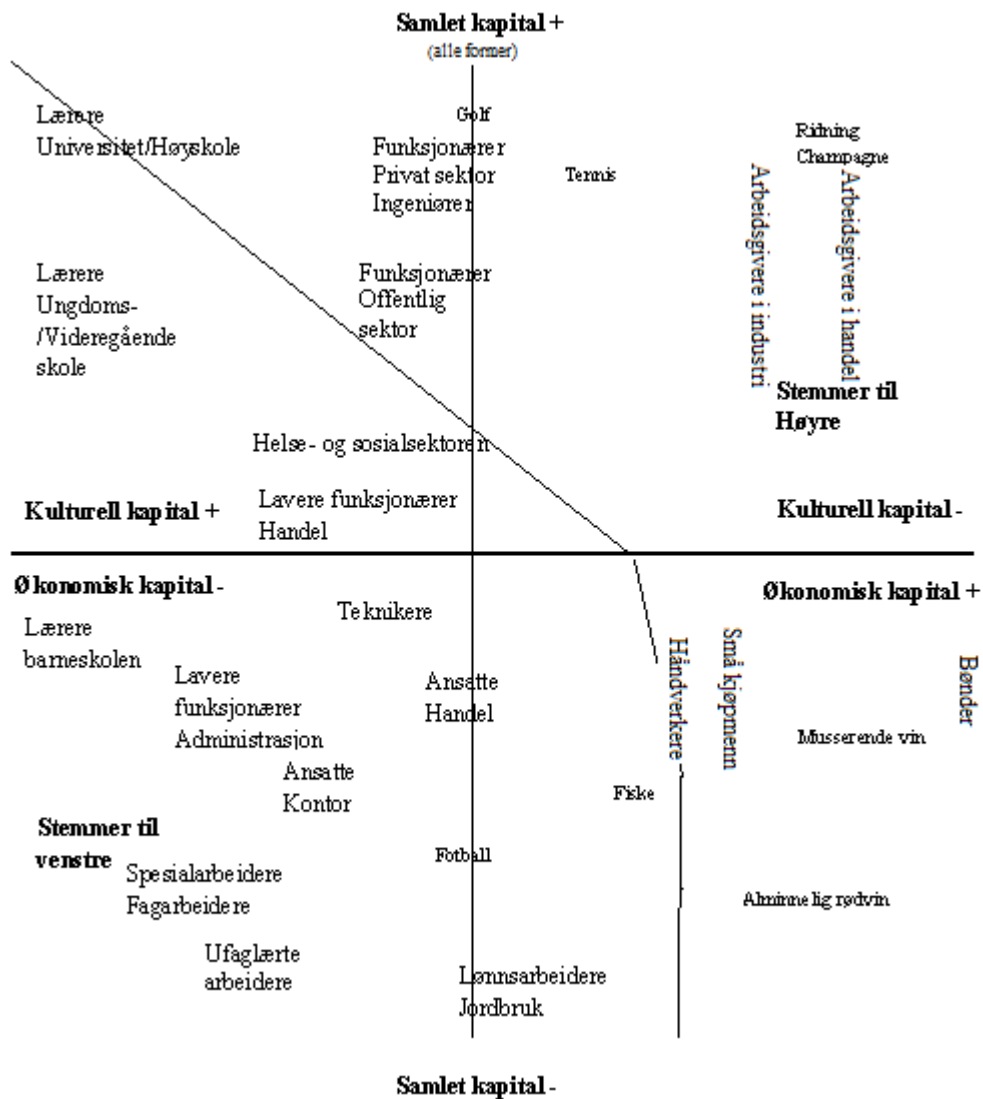 Samlet kapital +
(alle former)
Lærere
Universitet/Høyskole
Golf
Funksjonærer
Privat sektor
Ingeniører
Tennis
Ridning
Champagne
Arbeidsgivere i industri
Arbeidsgivere i handel
Lærere
Ungdoms-
/Videregående
skole
Funksjonærer
Offentlig
sektor
Stemmer til
Høyre
Helse- og sosialsektoren
Kulturell kapital +
Lavere funksjonærer
Handel
Kulturell kapital -
Økonomisk kapital -
Økonomisk kapital +
Lærere
barneskolen
Teknikere
Lavere
funksjonærer
Administrasjon
Ansatte
Handel
Håndverkere
Små kjøpmenn
Bønder
Musserende vin
Ansatte
Kontor
Fiske
Stemmer til
venstre
Fotball
Spesialarbeidere
Fagarbeidere
Alminnelig rødvin
Ufaglærte
arbeidere
Lønnsarbeidere
Jordbruk
Samlet kapital -